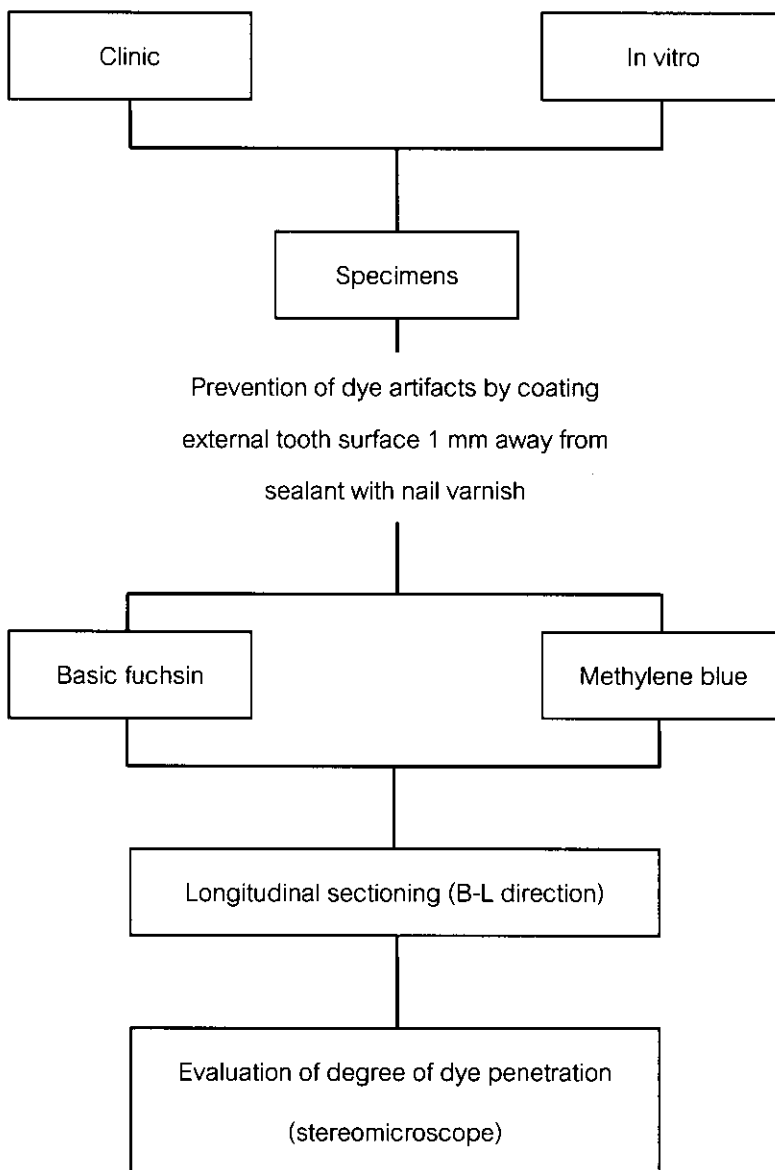 Clinic
In vitro
Specimens
Prevention of dye artifacts by coating
external tooth surface 1 mm away from
sealant with nail varnish
Basic fuchsin
Methylene blue
Longitudinal sectioning (B-L direction)
Evaluation of degree of dye penetration
(stereomicroscope)